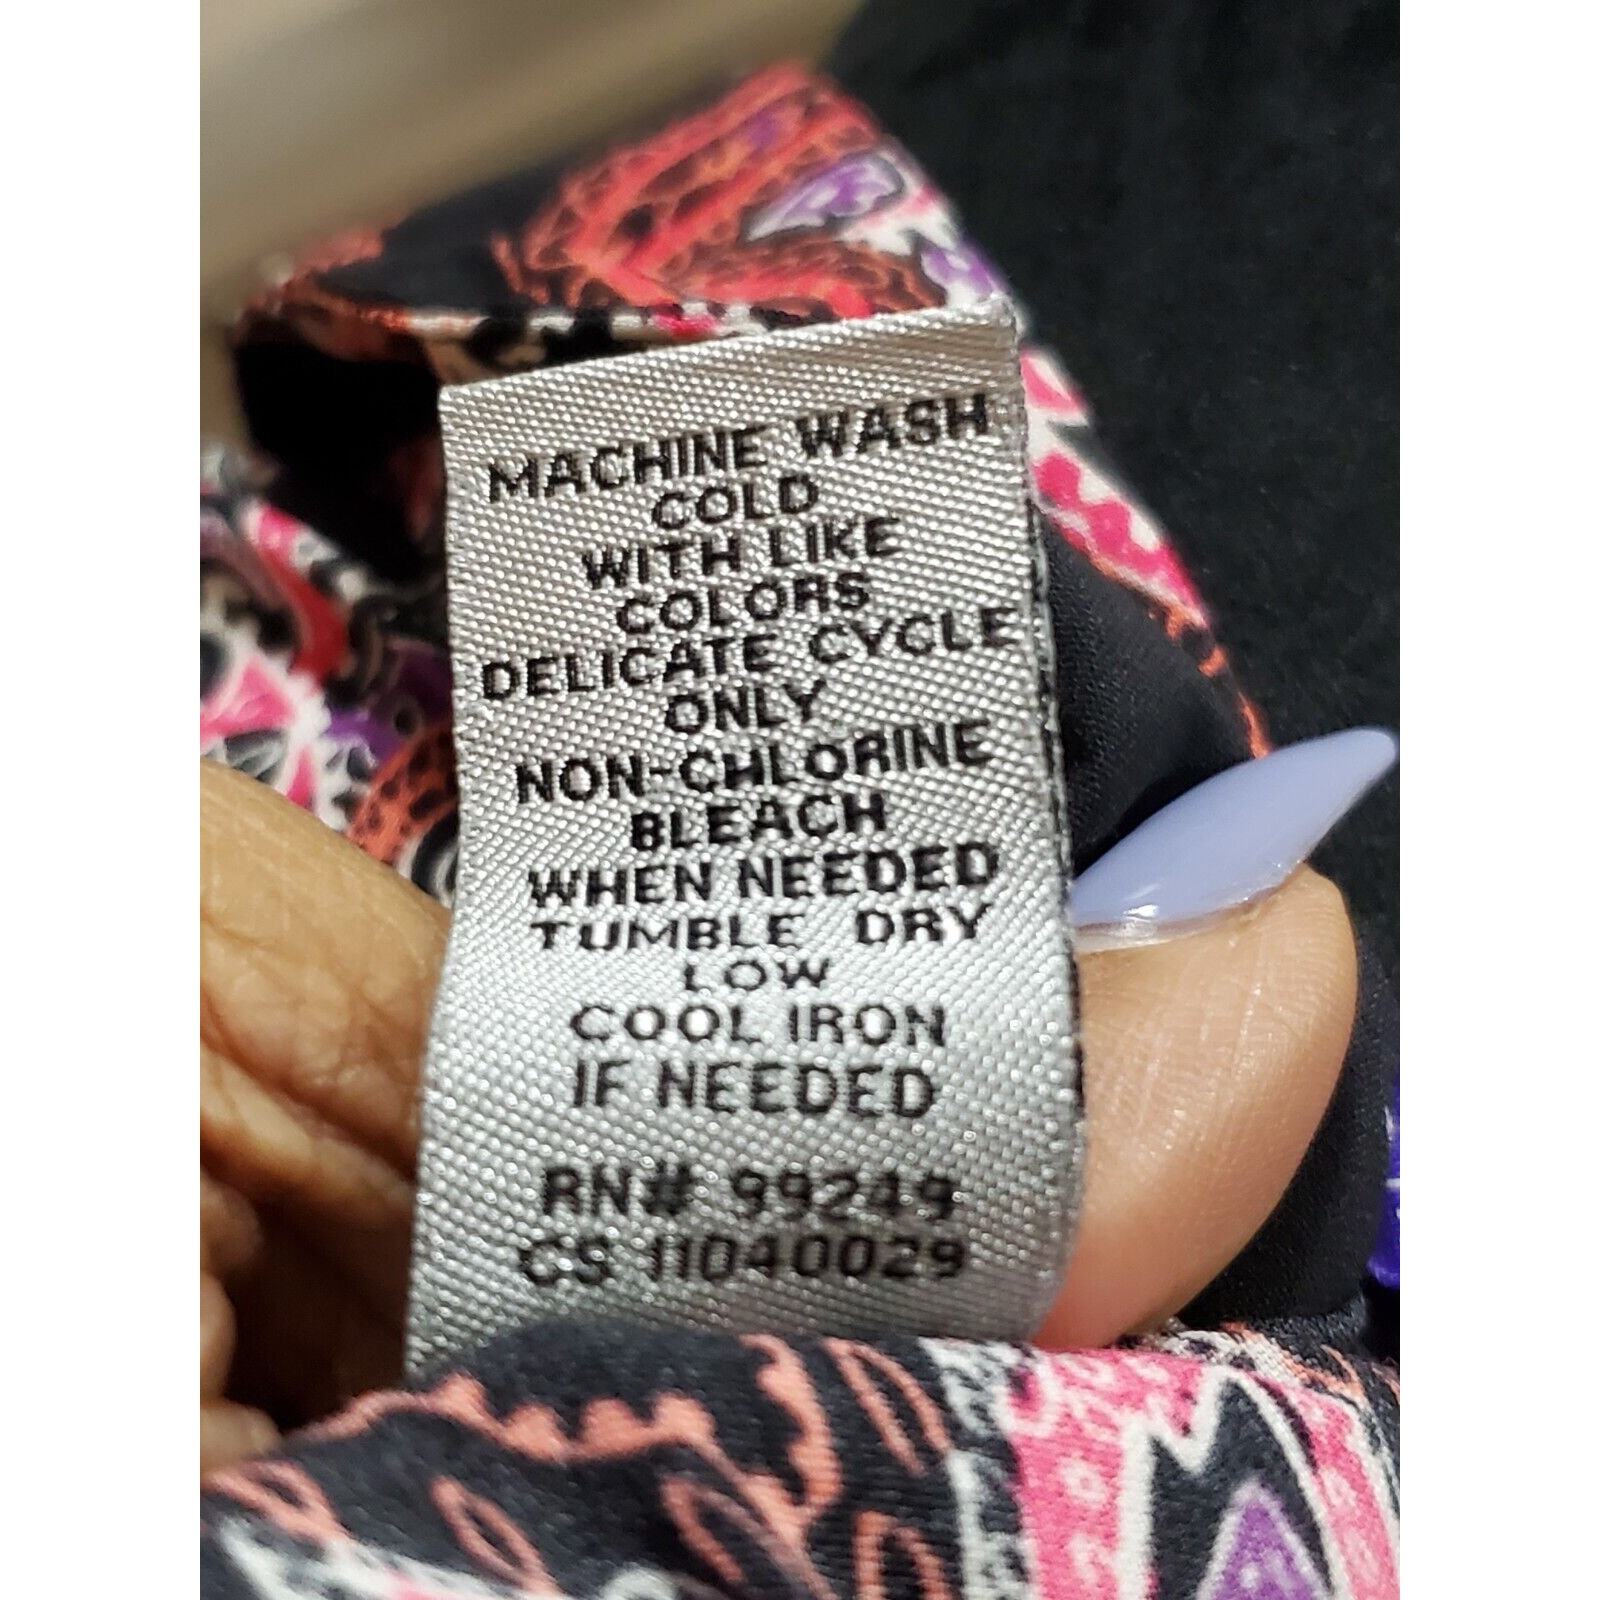 MACHINE WASH
COLD
WITH LIKE
COLORS
DELICATE CYCLE
ONLY
NON-CHLORINE
BLEACH
WHEN NEEDED
TUMBLE DRY
LOW
COOL IRON
IF NEEDED
RN# 99249
CS 11040029